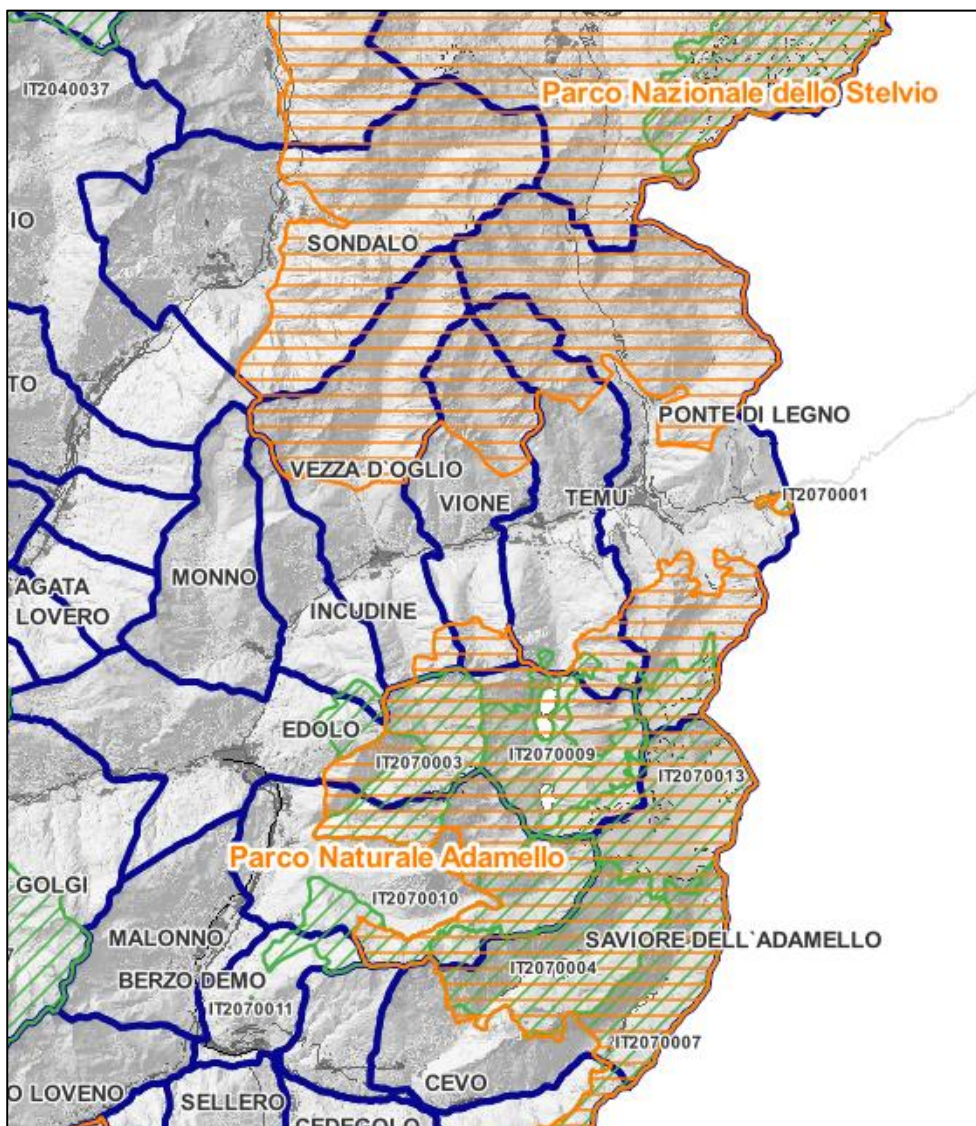 IT2040037
Parco Nazionale dello Stelvio
IO
SONDALO
TO
PONTE DI LEGNO
VEZZA D`OGLIO
VIONE
TEMU`
IT2070001
MONNO
AGATA
LOVERO
INCUDINE
EDOLO
IT2070003
IT2070009
IT2070013
Parco Naturale Adamello
GOLGI
IT2070010
MALONNO
SAVIORE DELL`ADAMELLO
BERZO DEMO
IT2070004
IT2070011
IT2070007
CEVO
O LOVENO
SELLERO
CEDEGOLO